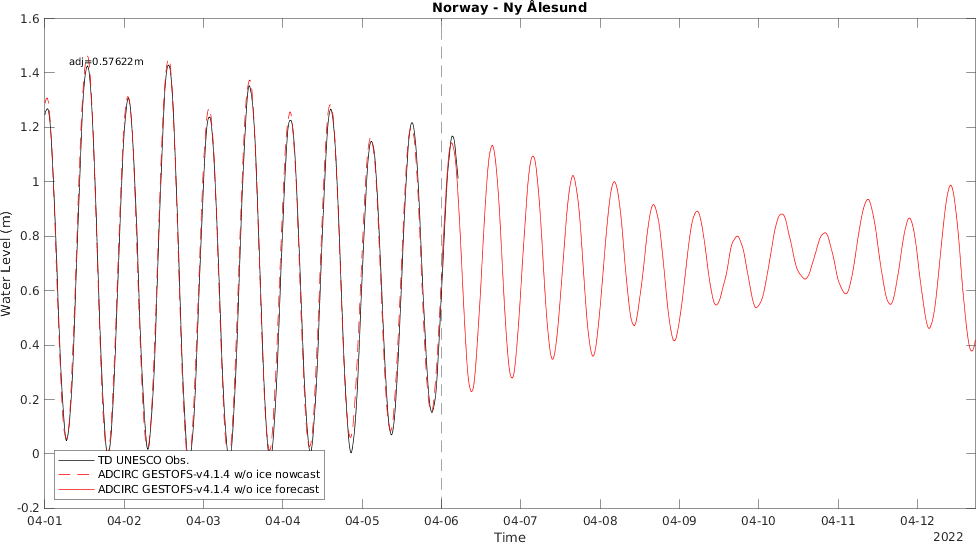 Norway - Ny Ålesund
1.6
1.4
1.2
1
0.8
0.6
0.4
0.2
0
-0.2
Water Level (m)
adj=0.57622m
TD UNESCO Obs.
ADCIRC GESTOFS-v4.1.4 w/o ice nowcast
ADCIRC GESTOFS-v4.1.4 w/o ice forecast
04-01 04-02 04-03 04-04 04-05 04-06 04-07 04-08 04-09 04-10 04-11 04-12
Time
2022